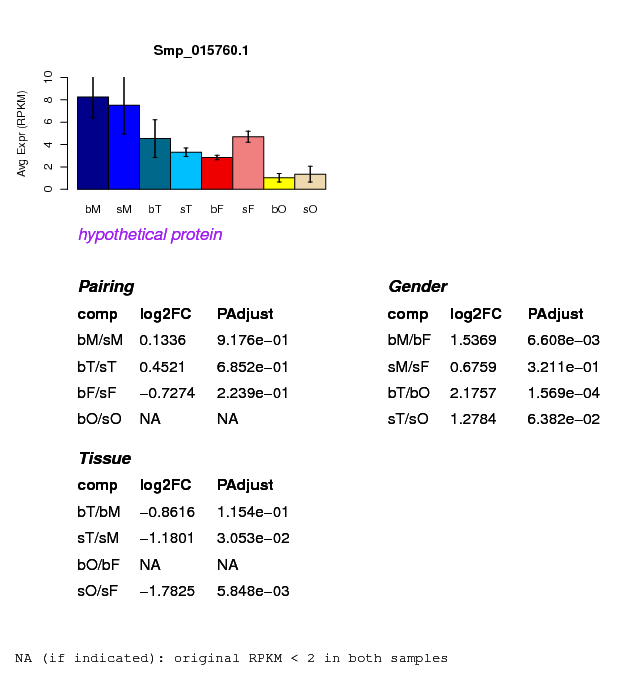 Smp_015760.1
Avg Expr (RPKM)
0 2 4 6 8 10
bM sM bT sT bF sF bO sO
hypothetical protein
Pairing
comp log2FC PAdjust
bM/sM 0.1336 9.176e−01
bT/sT 0.4521 6.852e−01
bF/sF −0.7274 2.239e−01
bO/sO NA NA
Gender
comp log2FC PAdjust
bM/bF 1.5369 6.608e−03
sM/sF 0.6759 3.211e−01
bT/bO 2.1757 1.569e−04
sT/sO 1.2784 6.382e−02
Tissue
comp log2FC PAdjust
bT/bM −0.8616 1.154e−01
sT/sM −1.1801 3.053e−02
bO/bF NA NA
sO/sF −1.7825 5.848e−03
NA (if indicated): original RPKM < 2 in both samples